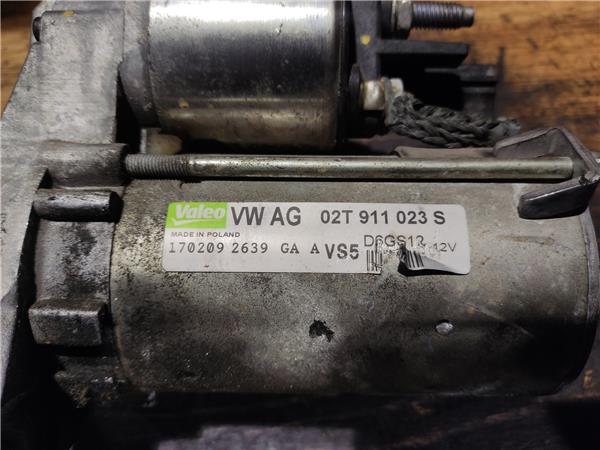 Valeo VW AG 02T 911 023 S
MADE IN POLAND D6GS12
170209 2639 GA A VS5 12V